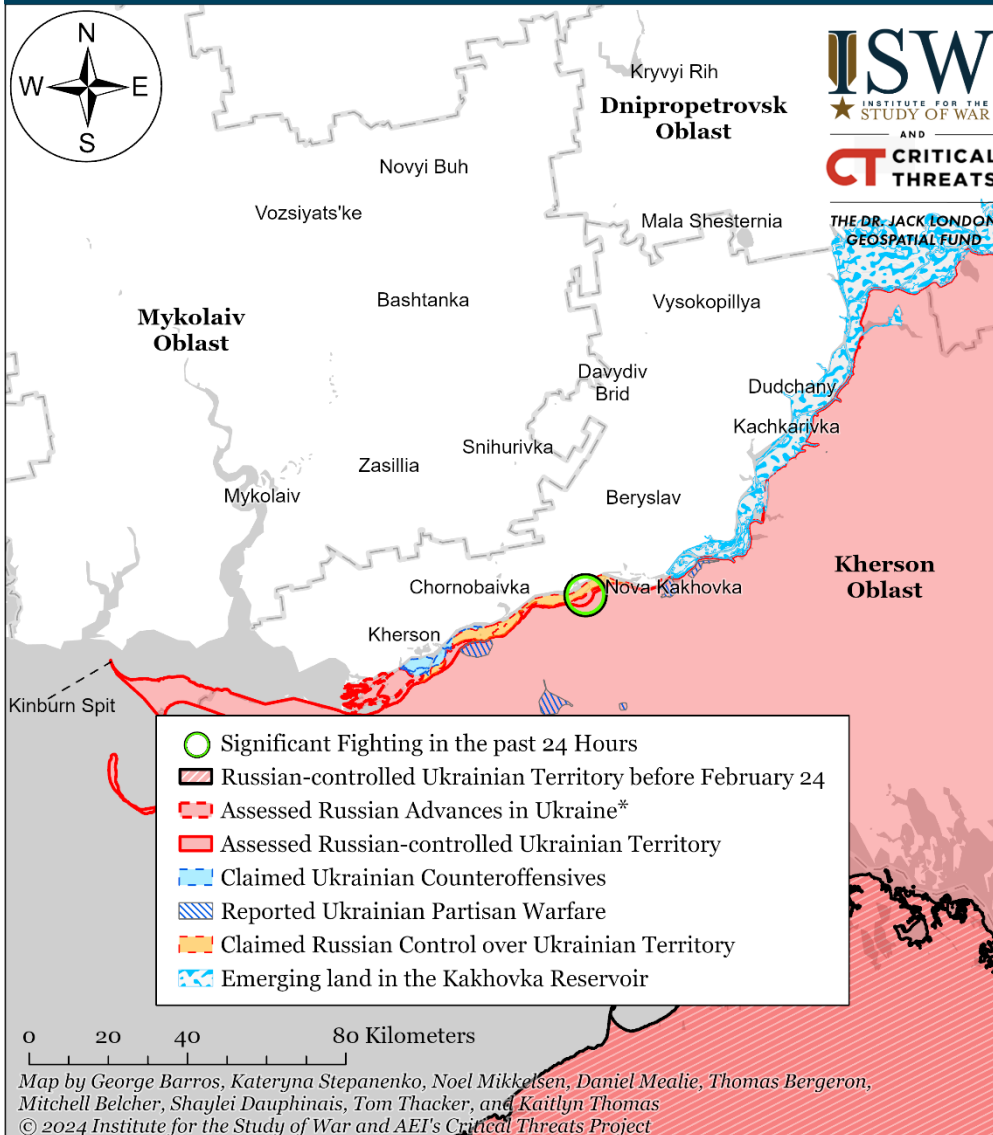 N
W E
S
ISW
INSTITUTE FOR THE
STUDY OF WAR
AND
CT CRITICAL
THREATS
THE DR. JACK LONDON
GEOSPATIAL FUND
Kryvyi Rih
Dnipropetrovsk
Oblast
Novyi Buh
Vozsiyats'ke
Mala Shesternia
Bashtanka
Vysokopillya
Mykolaiv
Oblast
Davydiv
Brid
Dudchany
Kachkarivka
Snihurivka
Zasillia
Mykolaiv
Beryslav
Kherson
Oblast
Chornobaivka
Nova Kakhovka
Kherson
Kinburn Spit
Significant Fighting in the past 24 Hours
Russian-controlled Ukrainian Territory before February 24
Assessed Russian Advances in Ukraine*
Assessed Russian-controlled Ukrainian Territory
Claimed Ukrainian Counteroffensives
Reported Ukrainian Partisan Warfare
Claimed Russian Control over Ukrainian Territory
Emerging land in the Kakhovka Reservoir
0 20 40 80 Kilometers
Map by George Barros, Kateryna Stepanenko, Noel Mikkelsen, Daniel Mealie, Thomas Bergeron,
Mitchell Belcher, Shaylei Dauphinais, Tom Thacker, and Kaitlyn Thomas
© 2024 Institute for the Study of War and AEI's Critical Threats Project